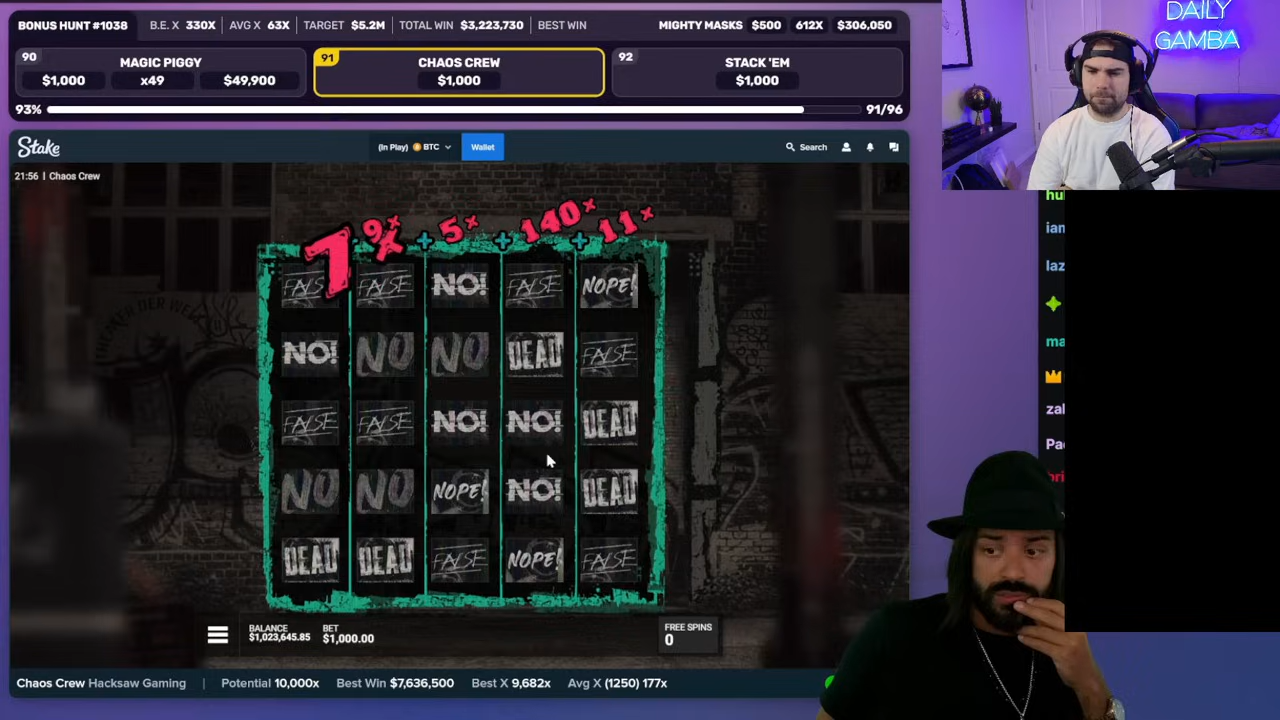 BONUS HUNT #1038 B.E. X 330X AVG X 63X TARGET $5.2M TOTAL WIN $3,223,730 BEST WIN MIGHTY MASKS $500 612X $306,050
90 MAGIC PIGGY
$1,000 x49 $49,900
91 CHAOS CREW
$1,000
92 STACK 'EM
$1,000
93% 91/96
DAILY
GAMBA
Stake (In Play) BTC Wallet Search
21:56 | Chaos Crew
7 9x + 5x + 140x + 11x
FALSE FALSE NO! FALSE NOPE!
NO! NO NO DEAD FALSE
FALSE FALSE NO! NO! DEAD
NO NO NOPE! NO! DEAD
DEAD DEAD FALSE NOPE! FALSE
ian
laz
ma
zal
bri
BALANCE
$1,023,645.85
BET
$1,000.00
FREE SPINS
0
Chaos Crew Hacksaw Gaming | Potential 10,000x Best Win $7,636,500 Best X 9,682x Avg X (1250) 177x